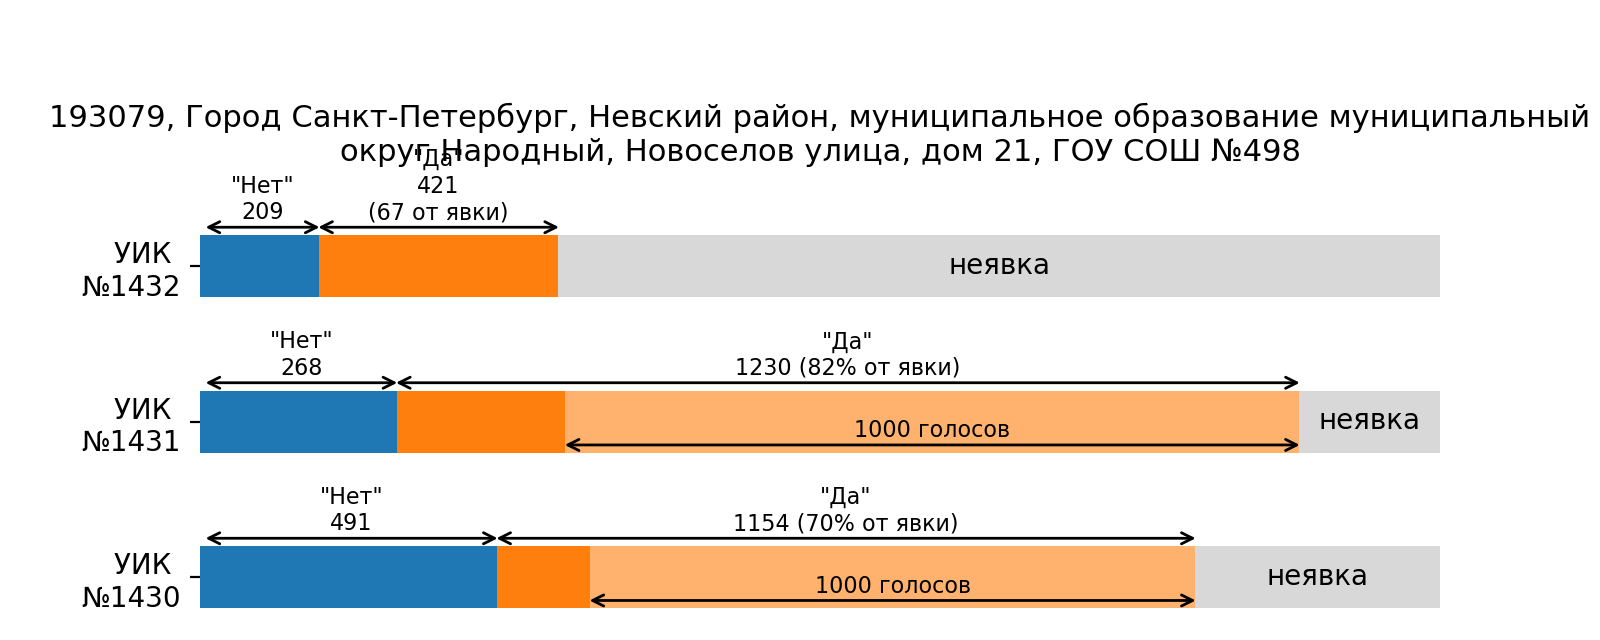 193079, Город Санкт-Петербург, Невский район, муниципальное образование муниципальный
округ Народный, Новоселов улица, дом 21, ГОУ СОШ №498
"Нет"
209
"Да"
421
(67 от явки)
УИК
№1432
неявка
"Нет"
268
"Да"
1230 (82% от явки)
УИК
№1431
1000 голосов
неявка
"Нет"
491
"Да"
1154 (70% от явки)
УИК
№1430
1000 голосов
неявка